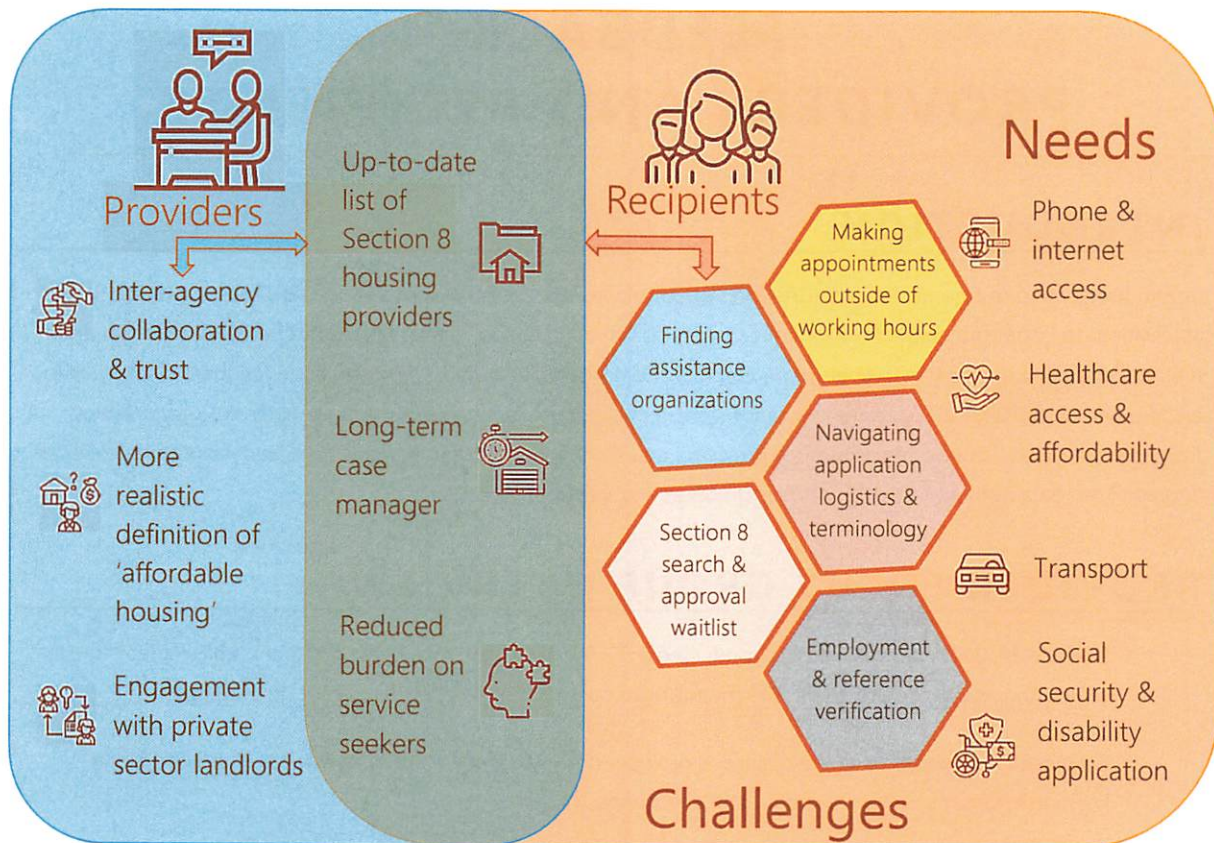 Providers
Inter-agency
collaboration
& trust
More
realistic
definition of
‘affordable
housing’
Engagement
with private
sector landlords
Up-to-date
list of
Section 8
housing
providers
Long-term
case
manager
Reduced
burden on
service
seekers
Recipients
Finding
assistance
organizations
Section 8
search &
approval
waitlist
Making
appointments
outside of
working hours
Navigating
application
logistics &
terminology
Employment
& reference
verification
Challenges
Needs
Phone &
internet
access
Healthcare
access &
affordability
Transport
Social
security &
disability
application